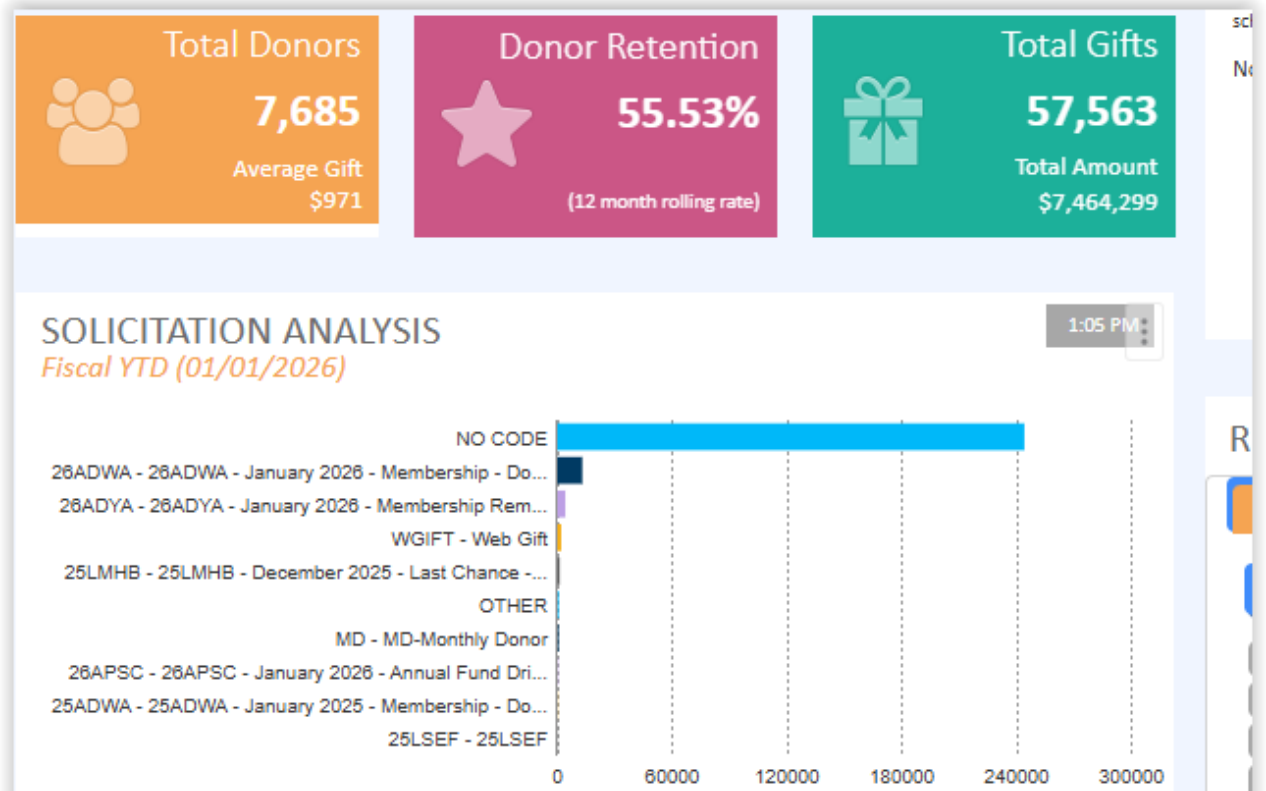 Total Donors
7,685
Average Gift
$971
Donor Retention
55.53%
(12 month rolling rate)
Total Gifts
57,563
Total Amount
$7,464,299
SOLICITATION ANALYSIS
Fiscal YTD (01/01/2026)
1:05 PM
NO CODE
26ADWA - 26ADWA - January 2026 - Membership - Do...
26ADYA - 26ADYA - January 2026 - Membership Rem...
WGIFT - Web Gift
25LMHB - 25LMHB - December 2025 - Last Chance -...
OTHER
MD - MD-Monthly Donor
26APSC - 26APSC - January 2026 - Annual Fund Dri...
25ADWA - 25ADWA - January 2025 - Membership - Do...
25LSEF - 25LSEF
0 60000 120000 180000 240000 300000
R